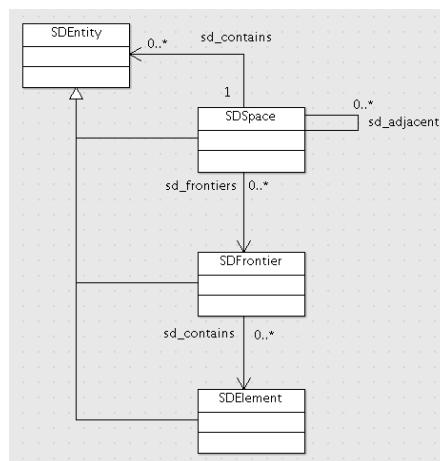 SDEntity
sd_contains
0..*
1
SDSpace
0..*
sd_adjacent
sd_frontiers 0..*
SDFrontier
sd_contains 0..*
SDElement